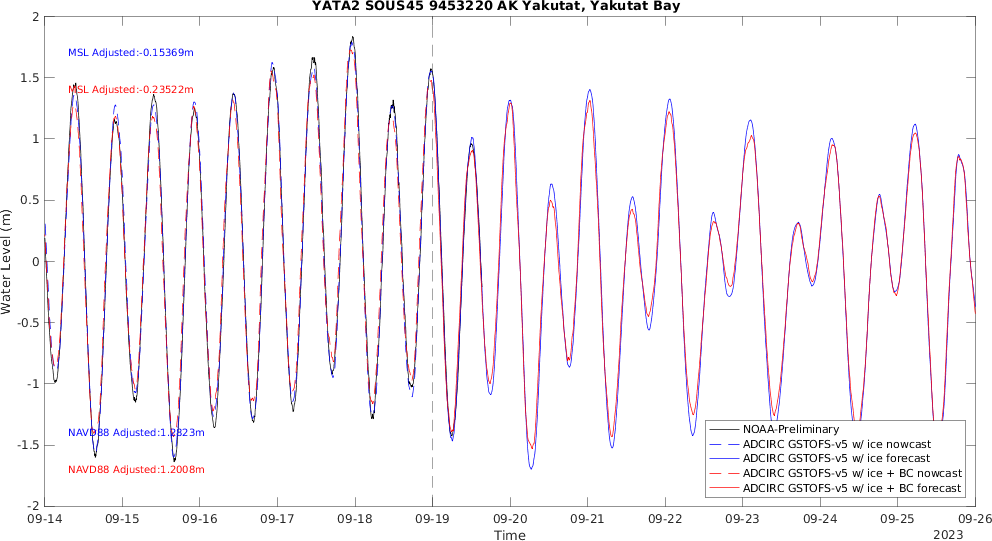 YATA2 SOUS45 9453220 AK Yakutat, Yakutat Bay
2
1.5
1
0.5
0
-0.5
-1
-1.5
-2
Water Level (m)
MSL Adjusted:-0.15369m
MSL Adjusted:-0.23522m
NAVD88 Adjusted:1.2823m
NAVD88 Adjusted:1.2008m
NOAA-Preliminary
ADCIRC GSTOFS-v5 w/ ice nowcast
ADCIRC GSTOFS-v5 w/ ice forecast
ADCIRC GSTOFS-v5 w/ ice + BC nowcast
ADCIRC GSTOFS-v5 w/ ice + BC forecast
09-14 09-15 09-16 09-17 09-18 09-19 09-20 09-21 09-22 09-23 09-24 09-25 09-26
Time
2023